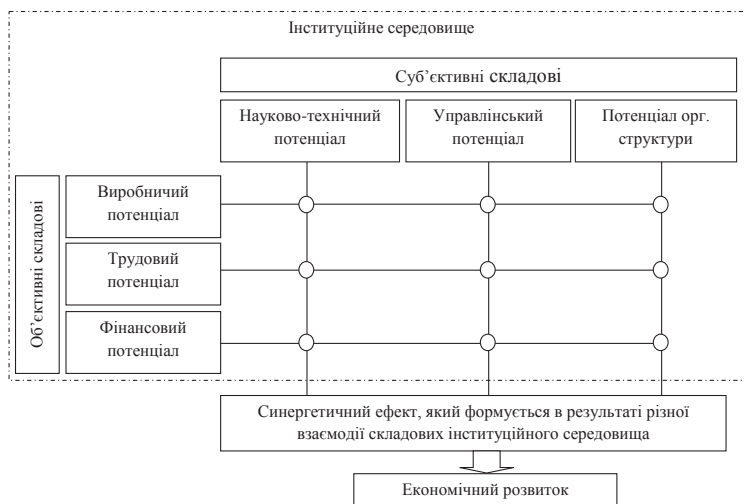 Інституційне середовище
Суб’єктивні складові
Науково-технічний
потенціал
Управлінський
потенціал
Потенціал орг.
структури
Об’єктивні складові
Виробничий
потенціал
Трудовий
потенціал
Фінансовий
потенціал
Синергетичний ефект, який формується в результаті різної
взаємодії складових інституційного середовища
Економічний розвиток